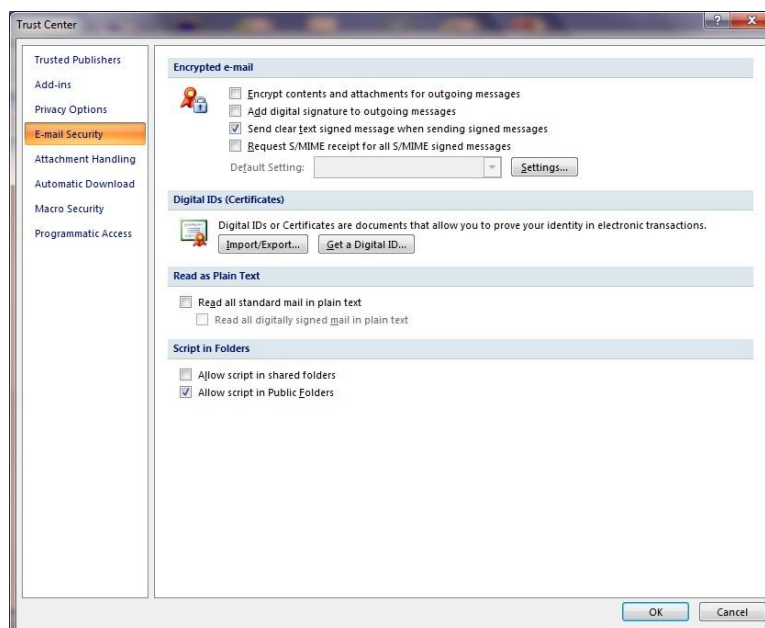 Trust Center
Trusted Publishers
Add-ins
Privacy Options
E-mail Security
Attachment Handling
Automatic Download
Macro Security
Programmatic Access
Encrypted e-mail
Encrypt contents and attachments for outgoing messages
Add digital signature to outgoing messages
Send clear text signed message when sending signed messages
Request S/MIME receipt for all S/MIME signed messages
Default Setting:
Settings...
Digital IDs (Certificates)
Digital IDs or Certificates are documents that allow you to prove your identity in electronic transactions.
Import/Export... Get a Digital ID...
Read as Plain Text
Read all standard mail in plain text
Read all digitally signed mail in plain text
Script in Folders
Allow script in shared folders
Allow script in Public Folders
OK Cancel